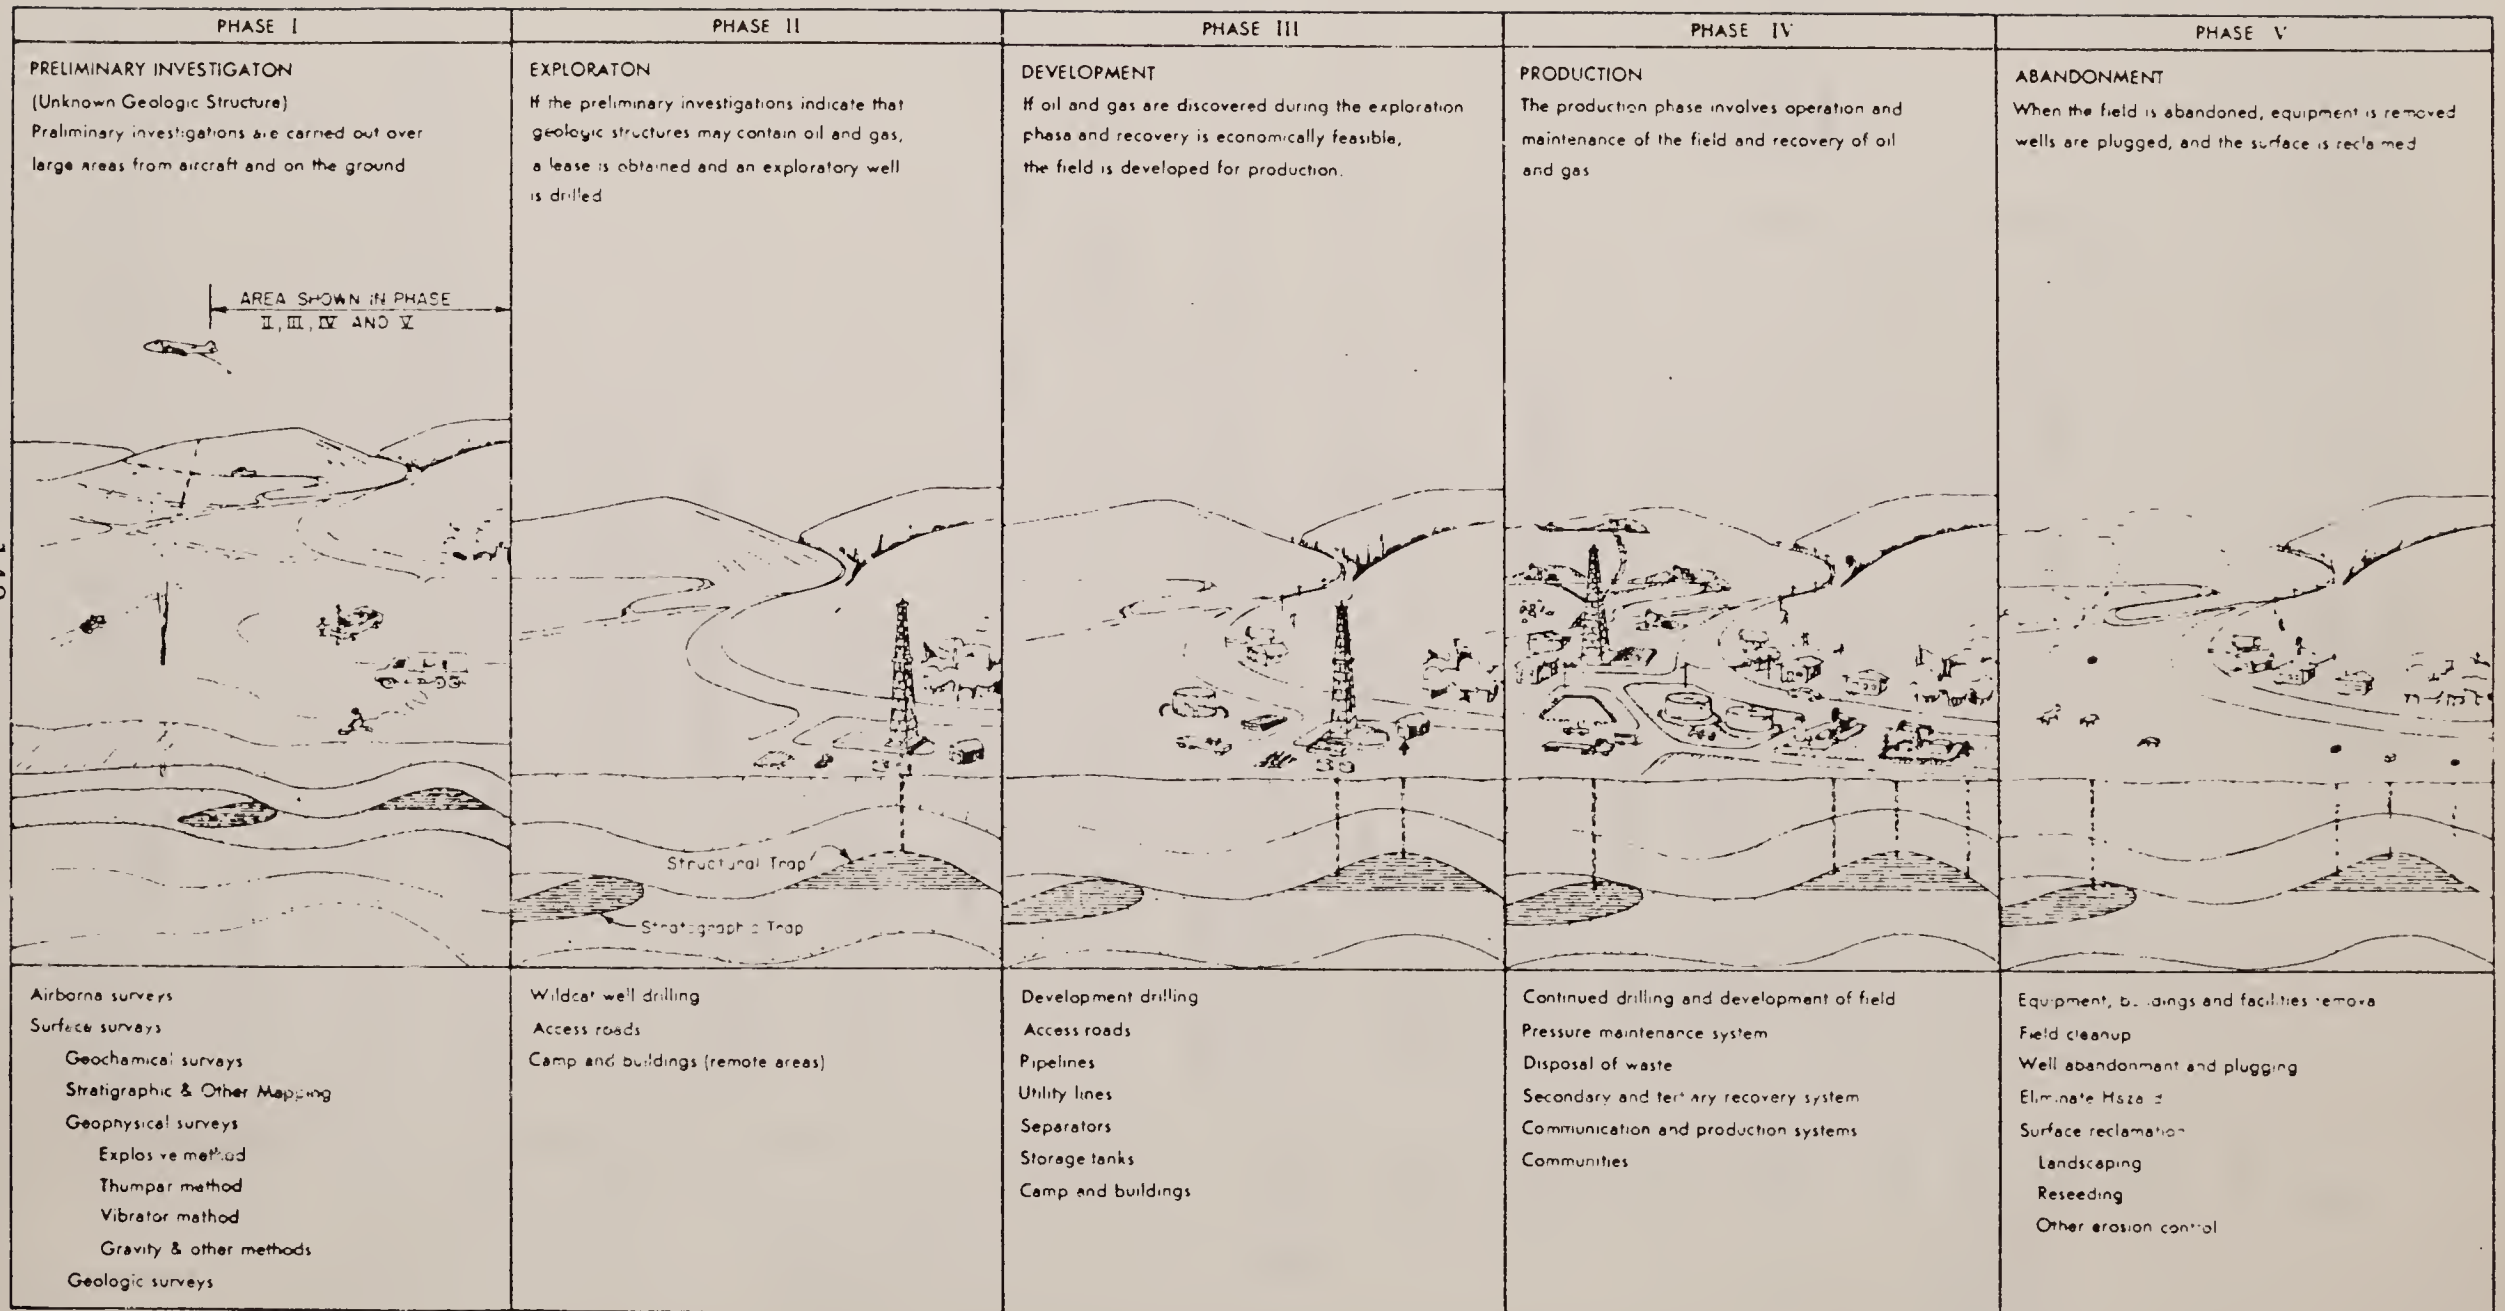 PHASE I
PRELIMINARY INVESTIGATON
(Unknown Geologic Structure)
Praliminary investigations are carried out over
large areas from aircraft and on the ground
AREA SHOWN IN PHASE
II, III, IV AND V
Airborna surveys
Surface surveys
Geochamical surveys
Stratigraphic & Other Mapping
Geophysical surveys
Explosive method
Thumpar mathod
Vibrator mathod
Gravity & other methods
Geologic surveys
PHASE II
EXPLORATON
If the preliminary investigations indicate that
geologic structures may contain oil and gas,
a lease is obtained and an exploratory well
is drilled
Structural Trap
Stratigraphic Trap
Wildcat well drilling
Access roads
Camp and buildings (remote areas)
PHASE III
DEVELOPMENT
If oil and gas are discovered during the exploration
phasa and recovery is economically feasible,
the field is developed for production.
Development drilling
Access roads
Pipelines
Utility lines
Separators
Storage tanks
Camp and buildings
PHASE IV
PRODUCTION
The production phase involves operation and
maintenance of the field and recovery of oil
and gas
Continued drilling and development of field
Pressure maintenance system
Disposal of waste
Secondary and tertiary recovery system
Communication and production systems
Communities
PHASE V
ABANDONMENT
When the field is abandoned, equipment is removed
wells are plugged, and the surface is reclaimed
Equipment, buildings and facilities remova
Field cleanup
Well abandonmant and plugging
Eliminate
Surface reclamation
Landscaping
Reseeding
Other erosion control